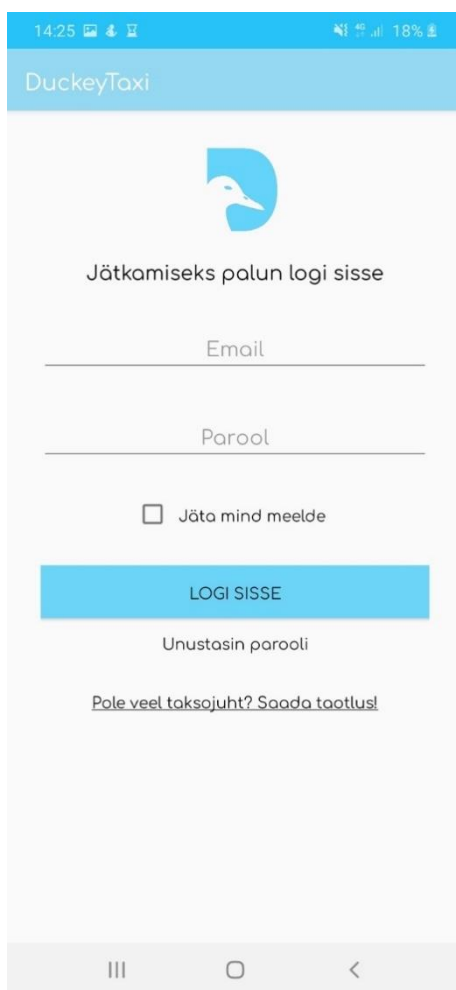 14:25 18%
DuckeyTaxi
Jätkamiseks palun logi sisse
Email
Parool
Jäta mind meelde
LOGI SISSE
Unustasin parooli
Pole veel taksojuht? Saada taotlus!